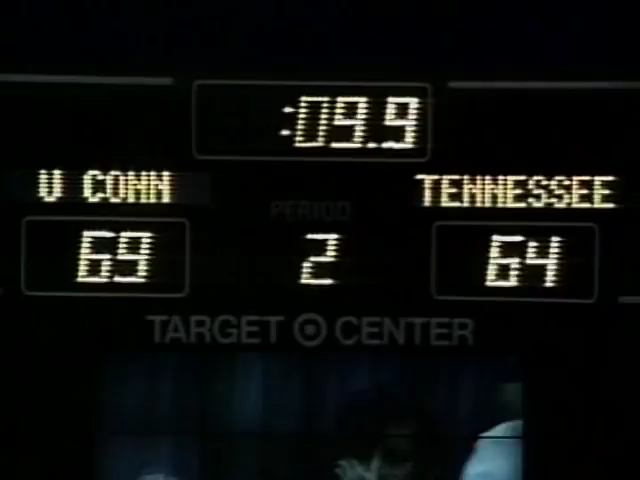 :09.9
U CONN
TENNESSEE
PERIOD
69
2
64
TARGET CENTER